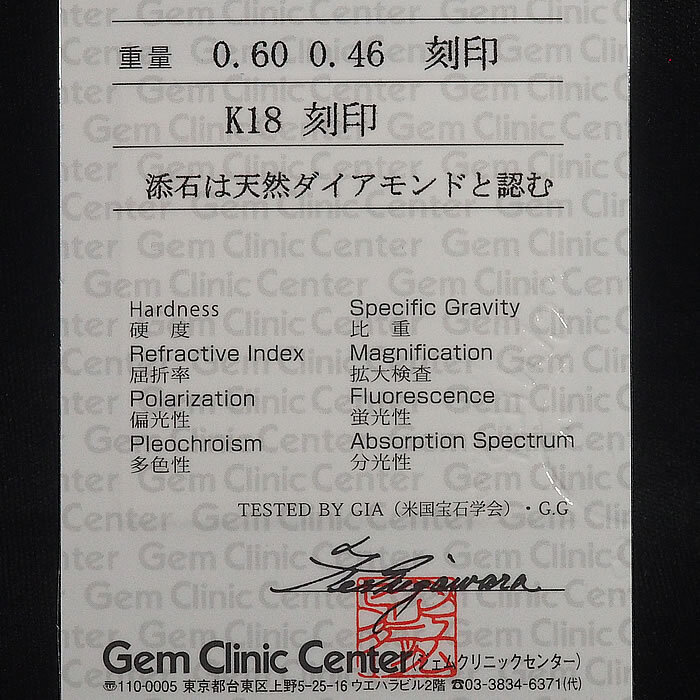 重量 0.60 0.46 刻印
K18 刻印
添石は天然ダイアモンドと認む
Hardness Specific Gravity
硬 度 比 重
Refractive Index Magnification
屈折率 拡大検査
Polarization Fluorescence
偏光性 蛍光性
Pleochroism Absorption Spectrum
多色性 分光性
TESTED BY GIA (米国宝石学会)・G.G
Gem Clinic Center(ジェムクリニックセンター)
〒110-0005 東京都台東区上野5-25-16 ウエハラビル2階 ☎03-3834-6371(代)